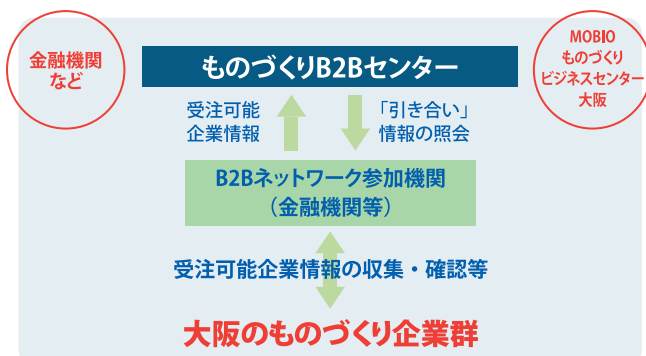 金融機関
など
ものづくりB2Bセンター
MOBIO
ものづくり
ビジネスセンター
大阪
受注可能
企業情報
「引き合い」
情報の照会
B2Bネットワーク参加機関
（金融機関等）
受注可能企業情報の収集・確認等
大阪のものづくり企業群